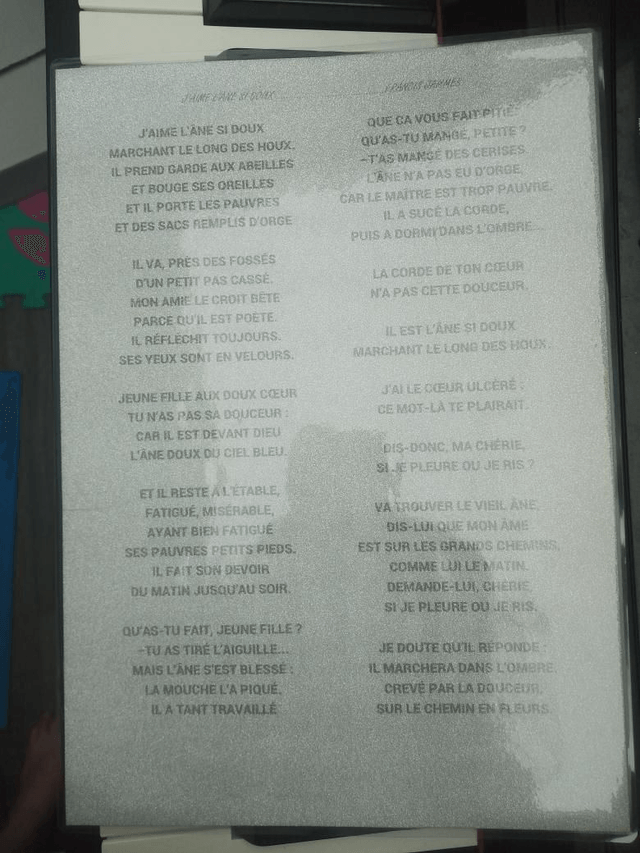 J'AIME L'ÂNE SI DOUX
FRANCIS JAMMES
J'AIME L'ÂNE SI DOUX
MARCHANT LE LONG DES HOUX.
IL PREND GARDE AUX ABEILLES
ET BOUGE SES OREILLES
ET IL PORTE LES PAUVRES
ET DES SACS REMPLIS D'ORGE
IL VA, PRÈS DES FOSSÉS
D'UN PETIT PAS CASSÉ.
MON AMIE LE CROIT BÊTE
PARCE QU'IL EST POÈTE.
IL RÉFLÉCHIT TOUJOURS.
SES YEUX SONT EN VELOURS.
JEUNE FILLE AUX DOUX CŒUR
TU N'AS PAS SA DOUCEUR :
CAR IL EST DEVANT DIEU
L'ÂNE DOUX DU CIEL BLEU.
ET IL RESTE À L'ÉTABLE,
FATIGUÉ, MISÉRABLE,
AYANT BIEN FATIGUÉ
SES PAUVRES PETITS PIEDS.
IL FAIT SON DEVOIR
DU MATIN JUSQU'AU SOIR.
QU'AS-TU FAIT, JEUNE FILLE ?
-TU AS TIRÉ L'AIGUILLE...
MAIS L'ÂNE S'EST BLESSÉ :
LA MOUCHE L'A PIQUÉ.
IL A TANT TRAVAILLÉ
QUE ÇA VOUS FAIT PITIÉ.
QU'AS-TU MANGÉ, PETITE ?
-T'AS MANGÉ DES CERISES.
L'ÂNE N'A PAS EU D'ORGE,
CAR LE MAÎTRE EST TROP PAUVRE.
IL A SUCÉ LA CORDE,
PUIS A DORMI DANS L'OMBRE...
LA CORDE DE TON CŒUR
N'A PAS CETTE DOUCEUR.
IL EST L'ÂNE SI DOUX
MARCHANT LE LONG DES HOUX.
J'AI LE CŒUR ULCÉRÉ :
CE MOT-LÀ TE PLAIRAIT.
DIS-DONC, MA CHÉRIE,
SI JE PLEURE OU JE RIS ?
VA TROUVER LE VIEIL ÂNE,
DIS-LUI QUE MON ÂME
EST SUR LES GRANDS CHEMINS,
COMME LUI LE MATIN.
DEMANDE-LUI, CHÉRIE,
SI JE PLEURE OU JE RIS.
JE DOUTE QU'IL RÉPONDE :
IL MARCHERA DANS L'OMBRE,
CREVÉ PAR LA DOUCEUR,
SUR LE CHEMIN EN FLEURS.